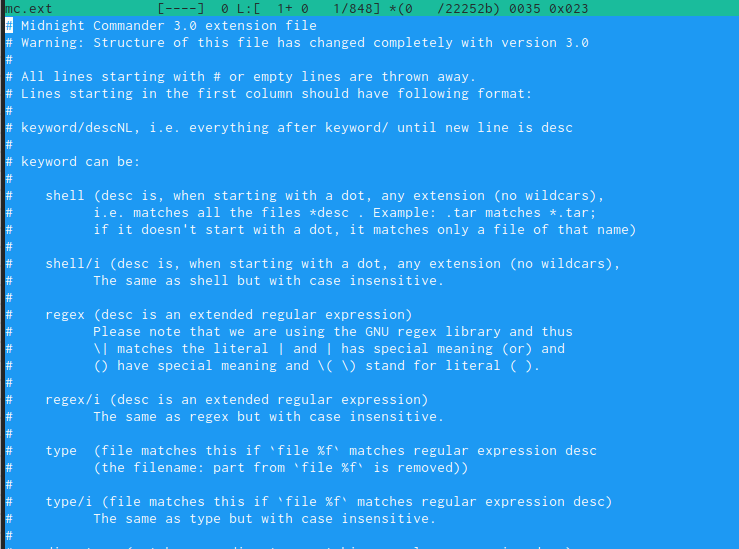 mc.ext             [----]  0 L:[  1+ 0   1/848] *(0   /22252b) 0035 0x023
# Midnight Commander 3.0 extension file
# Warning: Structure of this file has changed completely with version 3.0
#
# All lines starting with # or empty lines are thrown away.
# Lines starting in the first column should have following format:
#
# keyword/descNL, i.e. everything after keyword/ until new line is desc
#
# keyword can be:
#
#    shell (desc is, when starting with a dot, any extension (no wildcars),
#          i.e. matches all the files *desc . Example: .tar matches *.tar;
#          if it doesn't start with a dot, it matches only a file of that name)
#
#    shell/i (desc is, when starting with a dot, any extension (no wildcars),
#          The same as shell but with case insensitive.
#
#    regex (desc is an extended regular expression)
#          Please note that we are using the GNU regex library and thus
#          \| matches the literal | and | has special meaning (or) and
#          () have special meaning and \( \) stand for literal ( ).
#
#    regex/i (desc is an extended regular expression)
#          The same as regex but with case insensitive.
#
#    type  (file matches this if `file %f` matches regular expression desc
#          (the filename: part from `file %f` is removed))
#
#    type/i (file matches this if `file %f` matches regular expression desc)
#          The same as type but with case insensitive.
#